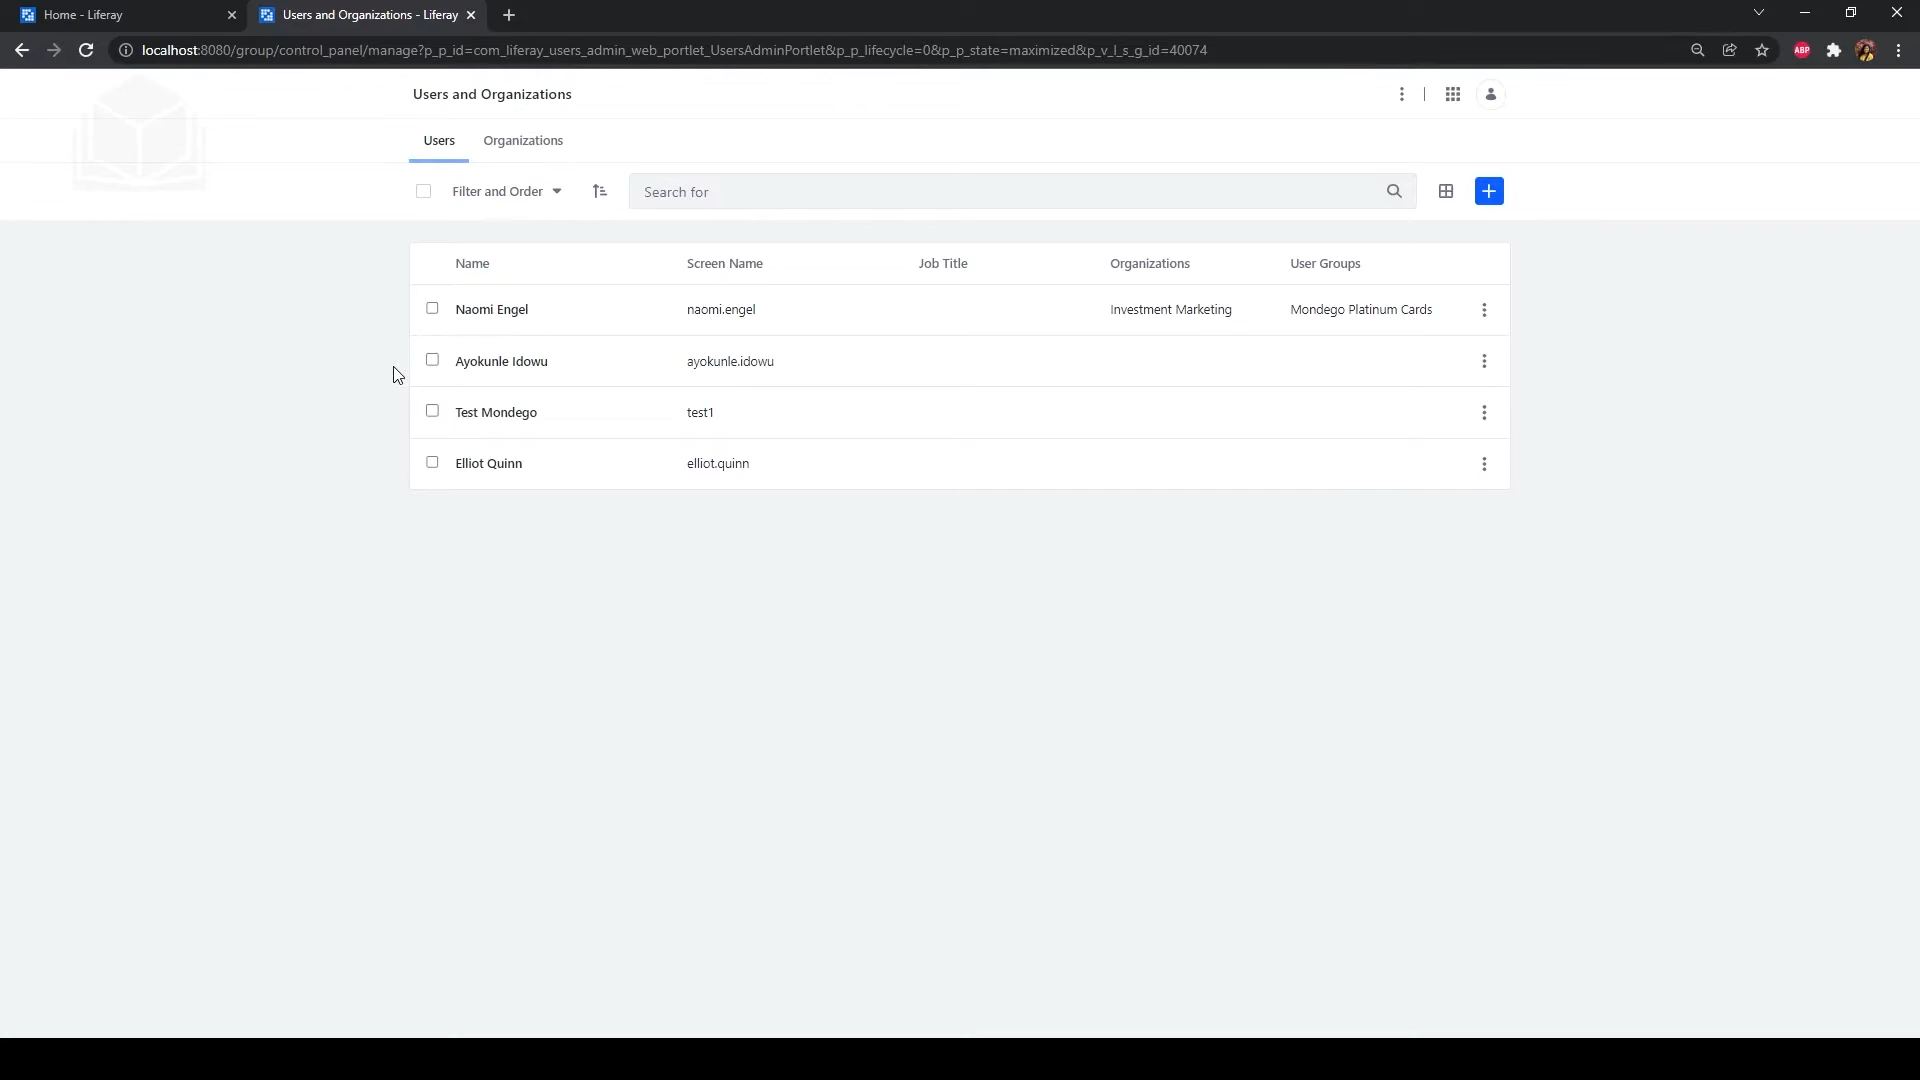 Home - Liferay
Users and Organizations - Liferay
localhost:8080/group/control_panel/manage?p_p_id=com_liferay_users_admin_web_portlet_UsersAdminPortlet&p_p_lifecycle=0&p_p_state=maximized&p_v_l_s_g_id=40074
ABP
Users and Organizations
Users Organizations
Filter and Order Search for
Name Screen Name Job Title Organizations User Groups
Naomi Engel naomi.engel Investment Marketing Mondego Platinum Cards
Ayokunle Idowu ayokunle.idowu
Test Mondego test1
Elliot Quinn elliot.quinn